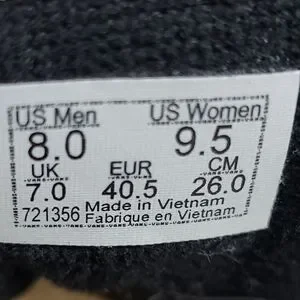 US Men US Women
8.0 9.5
UK EUR CM
7.0 40.5 26.0
Made in Vietnam
721356 Fabrique en Vietnam